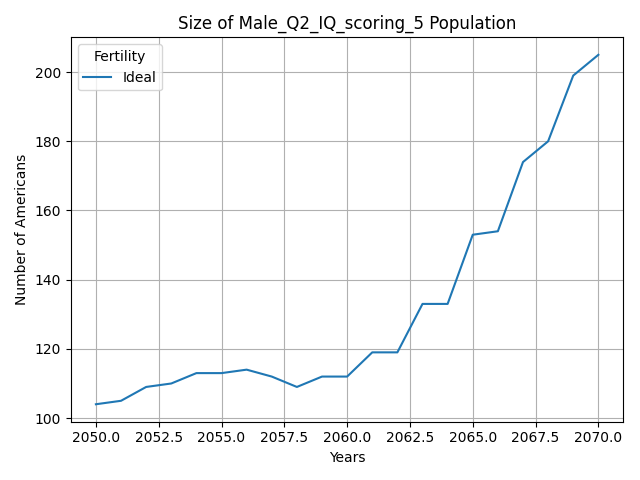 Size of Male_Q2_IQ_scoring_5 Population
Fertility
Ideal
Number of Americans
200
180
160
140
120
100
2050.0 2052.5 2055.0 2057.5 2060.0 2062.5 2065.0 2067.5 2070.0
Years